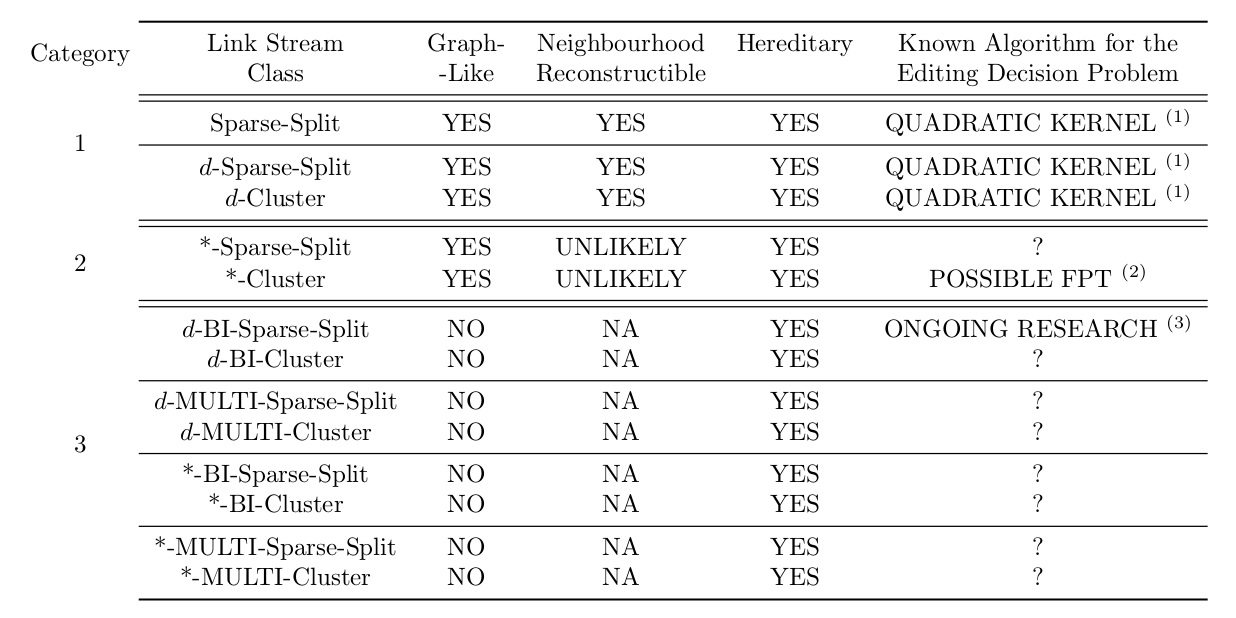 Category Link Stream Class Graph- -Like Neighbourhood Reconstructible Hereditary Known Algorithm for the Editing Decision Problem
1
Sparse-Split YES YES YES QUADRATIC KERNEL (1)
d-Sparse-Split YES YES YES QUADRATIC KERNEL (1)
d-Cluster YES YES YES QUADRATIC KERNEL (1)
2
*-Sparse-Split YES UNLIKELY YES ?
*-Cluster YES UNLIKELY YES POSSIBLE FPT (2)
3
d-BI-Sparse-Split NO NA YES ONGOING RESEARCH (3)
d-BI-Cluster NO NA YES ?
d-MULTI-Sparse-Split NO NA YES ?
d-MULTI-Cluster NO NA YES ?
*-BI-Sparse-Split NO NA YES ?
*-BI-Cluster NO NA YES ?
*-MULTI-Sparse-Split NO NA YES ?
*-MULTI-Cluster NO NA YES ?